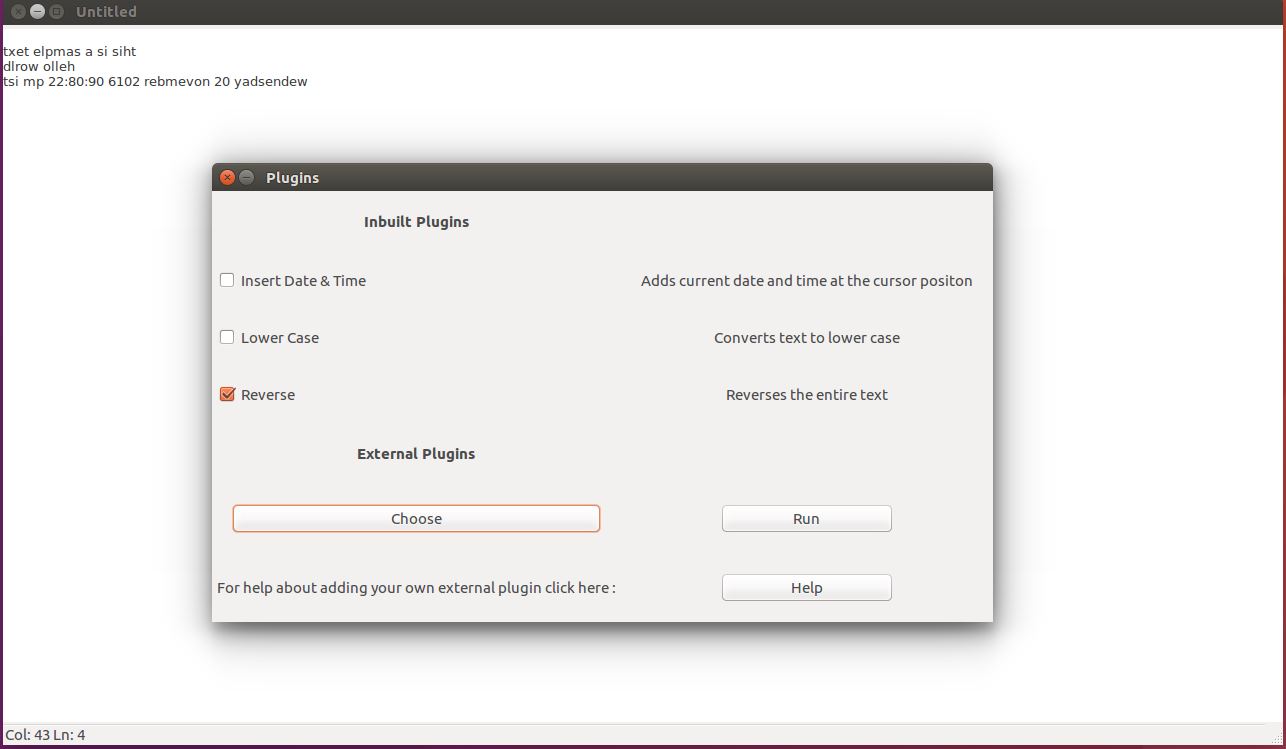 Untitled
txet elpmas a si siht
dlrow olleh
tsi mp 22:80:90 6102 rebmevon 20 yadsendew
Plugins
Inbuilt Plugins
Insert Date & Time
Adds current date and time at the cursor positon
Lower Case
Converts text to lower case
Reverse
Reverses the entire text
External Plugins
Choose
Run
For help about adding your own external plugin click here :
Help
Col: 43 Ln: 4